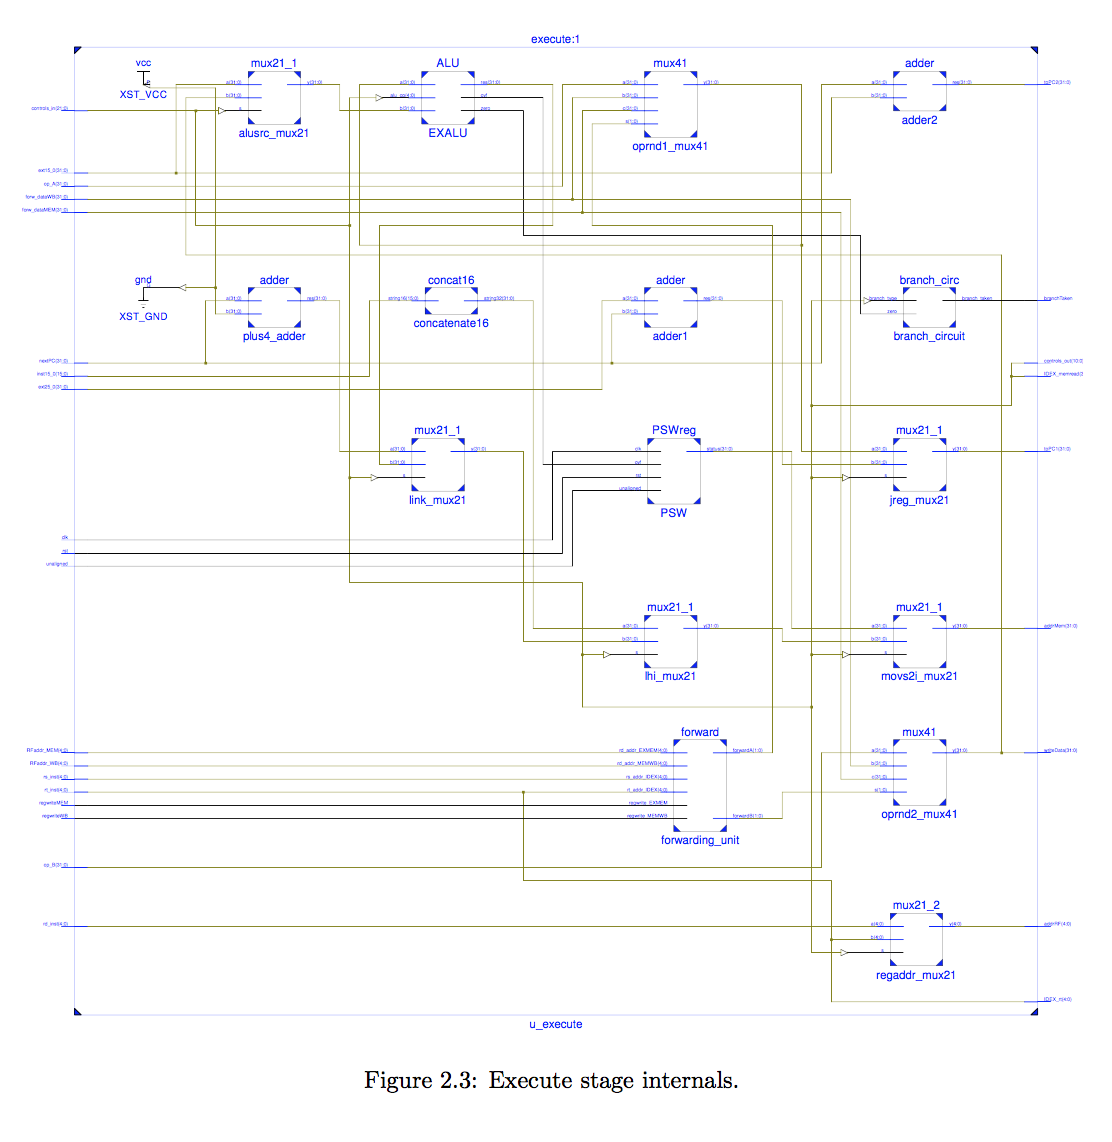 execute:1
vcc
XST_VCC
mux21_1
a(31:0)
b(31:0)
s
y(31:0)
alusrc_mux21
ALU
a(31:0)
alu_op(4:0)
b(31:0)
res(31:0)
ovf
zero
EXALU
mux41
a(31:0)
b(31:0)
c(31:0)
s(1:0)
y(31:0)
oprnd1_mux41
adder
a(31:0)
b(31:0)
res(31:0)
adder2
toPC2(31:0)
controls_in(21:0)
ext15_0(31:0)
op_A(31:0)
forw_dataWB(31:0)
forw_dataMEM(31:0)
gnd
XST_GND
adder
a(31:0)
b(31:0)
res(31:0)
plus4_adder
concat16
string16(15:0)
string32(31:0)
concatenate16
adder
a(31:0)
b(31:0)
res(31:0)
adder1
branch_circ
branch_type
zero
branch_taken
branch_circuit
branchTaken
nextPC(31:0)
inst15_0(15:0)
ext25_0(31:0)
controls_out(10:0)
mux21_1
a(31:0)
b(31:0)
s
y(31:0)
link_mux21
PSWreg
clk
ovf
rst
unsigned
status(31:0)
PSW
mux21_1
a(31:0)
b(31:0)
s
y(31:0)
jreg_mux21
toPC1(31:0)
clk
rst
unsigned
mux21_1
a(31:0)
b(31:0)
s
y(31:0)
lhi_mux21
mux21_1
a(31:0)
b(31:0)
s
y(31:0)
movs2i_mux21
addrMem(31:0)
RFaddr_MEM(4:0)
RFaddr_WB(4:0)
rs_inst(4:0)
rt_inst(4:0)
regwriteMEM
regwriteWB
forward
rd_addr_EXMEM(4:0)
rd_addr_MEMWB(4:0)
rs_addr_IDEX(4:0)
rt_addr_IDEX(4:0)
regwrite_EXMEM
regwrite_MEMWB
forwardA(1:0)
forwardB(1:0)
forwarding_unit
mux41
a(31:0)
b(31:0)
c(31:0)
s(1:0)
y(31:0)
oprnd2_mux41
writeData(31:0)
op_B(31:0)
rd_inst(4:0)
mux21_2
a(4:0)
b(4:0)
s
y(4:0)
regaddr_mux21
addrRF(4:0)
IDEX_rt(4:0)
u_execute
Figure 2.3: Execute stage internals.